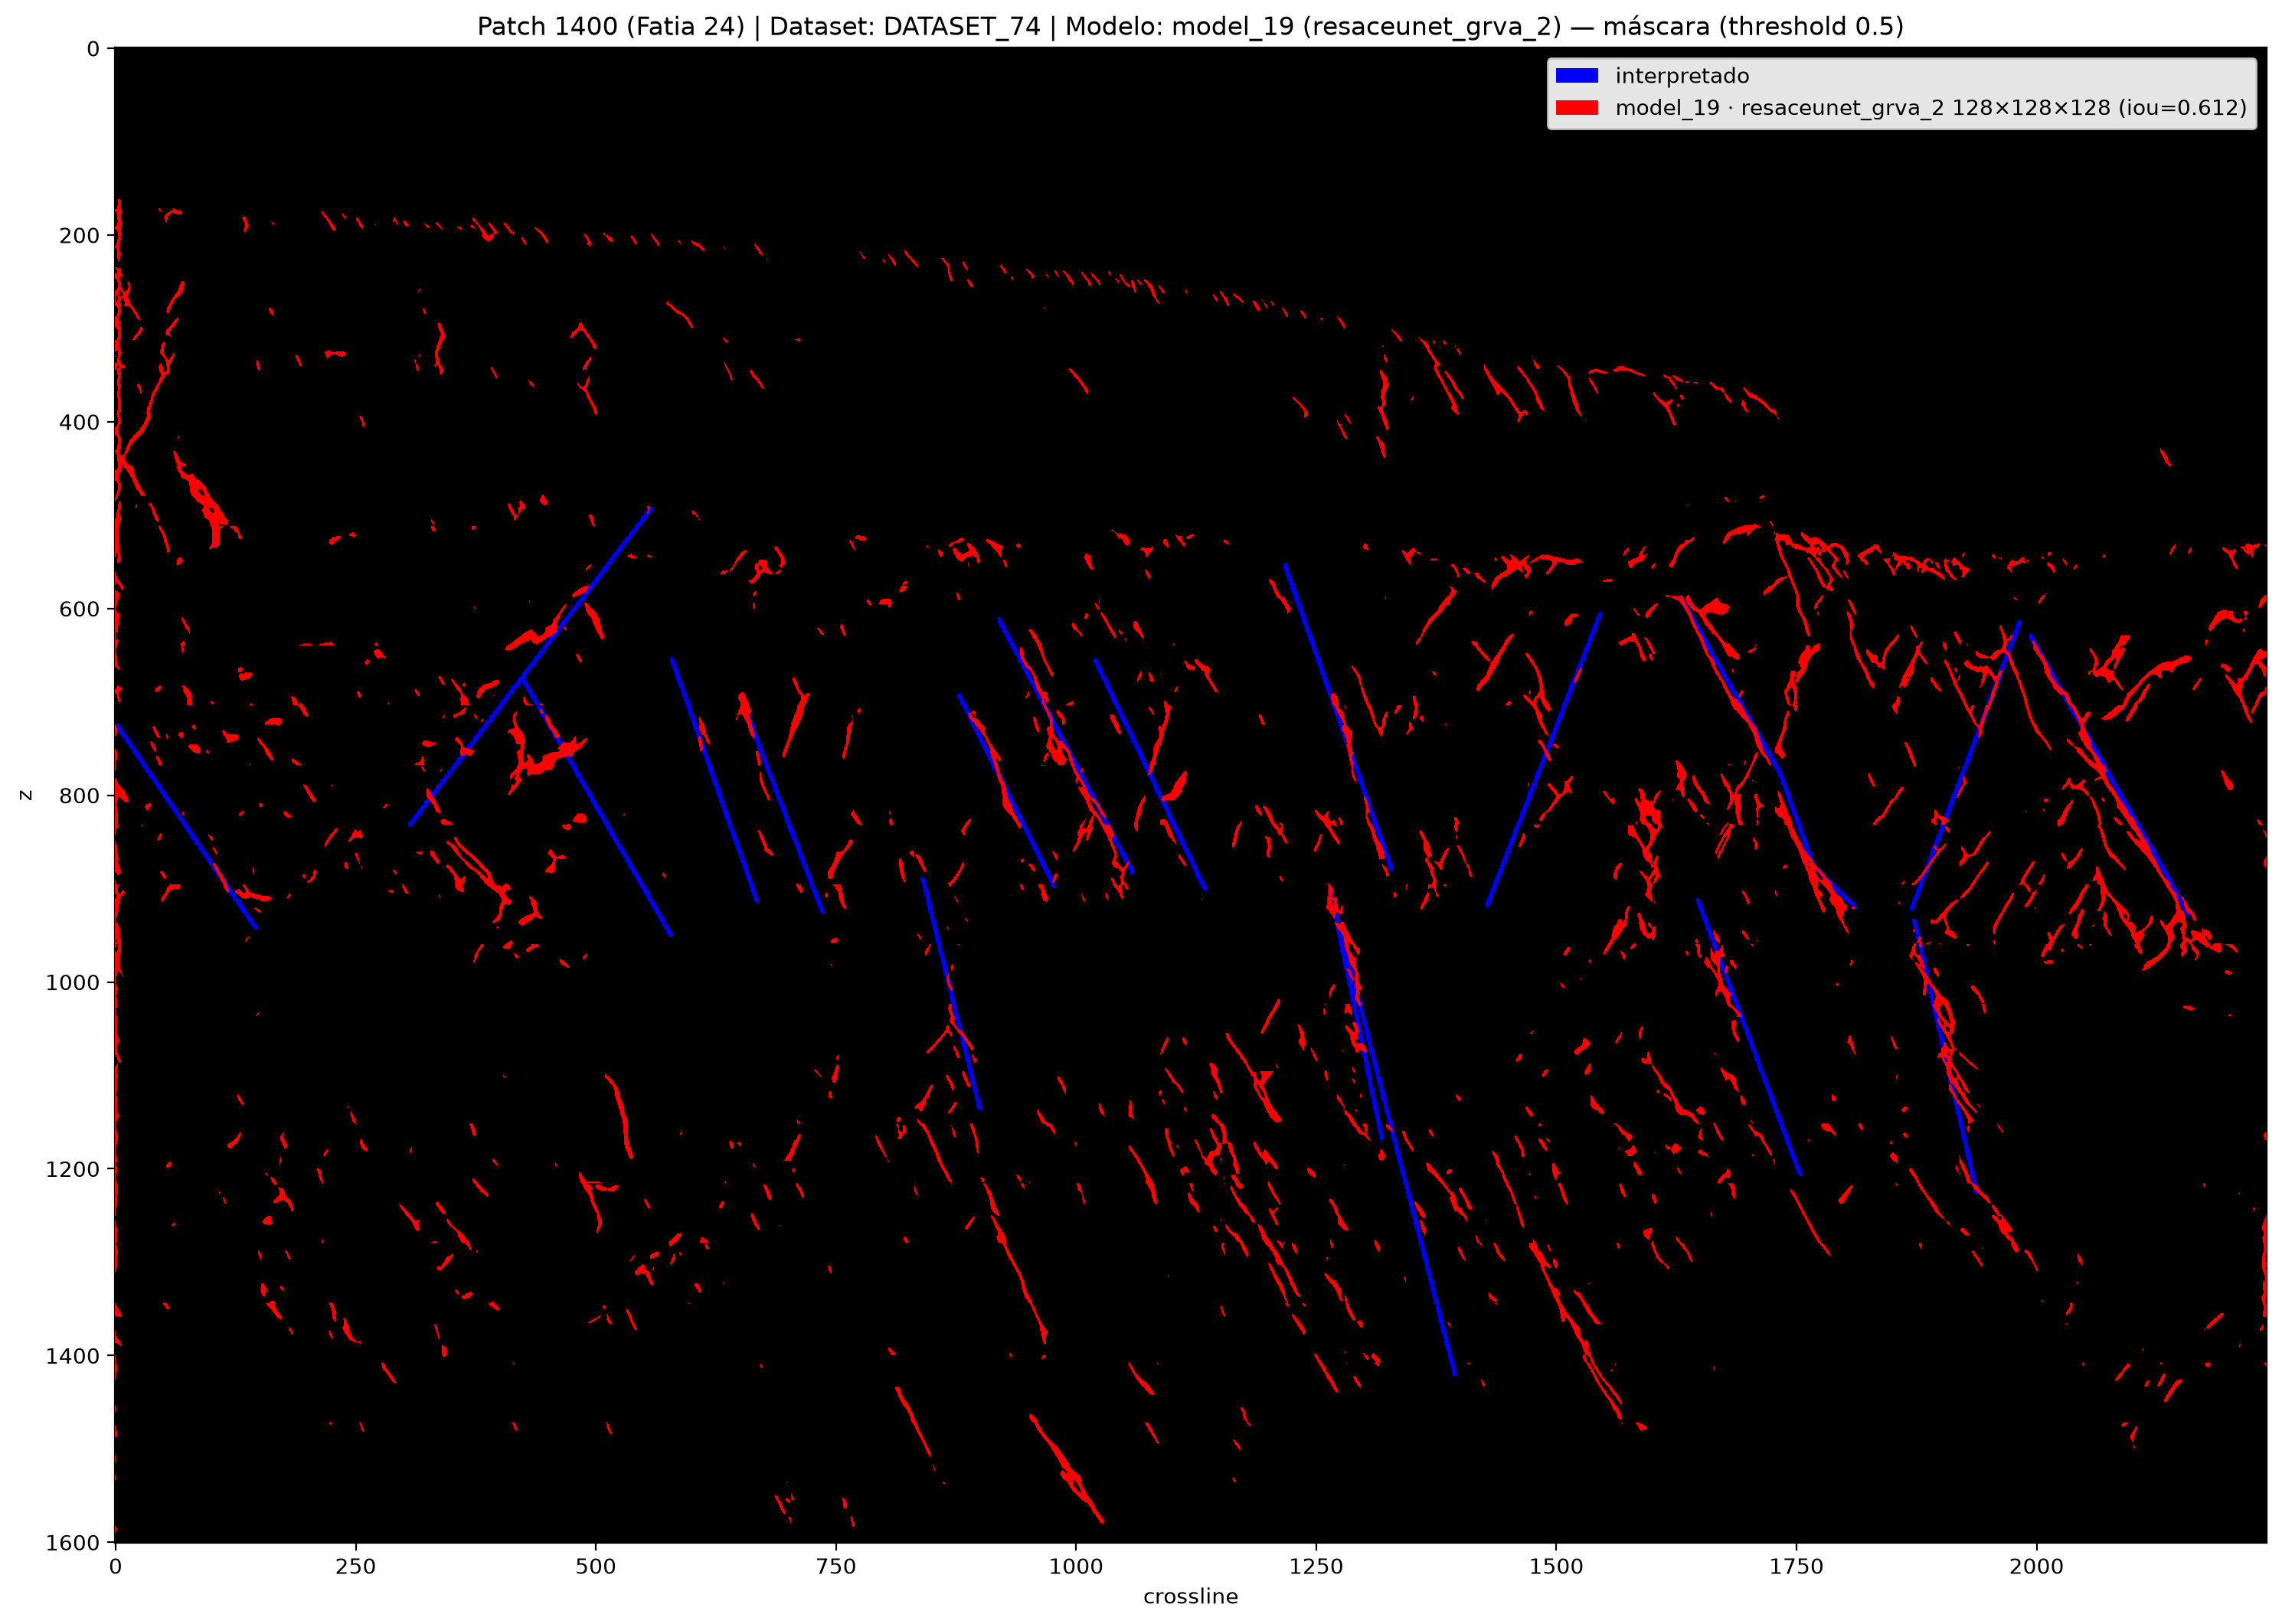 Patch 1400 (Fatia 24) | Dataset: DATASET_74 | Modelo: model_19 (resaceunet_grva_2) — máscara (threshold 0.5)
interpretado
model_19 · resaceunet_grva_2 128×128×128 (iou=0.612)
0
200
400
600
800
1000
1200
1400
1600
z
0 250 500 750 1000 1250 1500 1750 2000
crossline